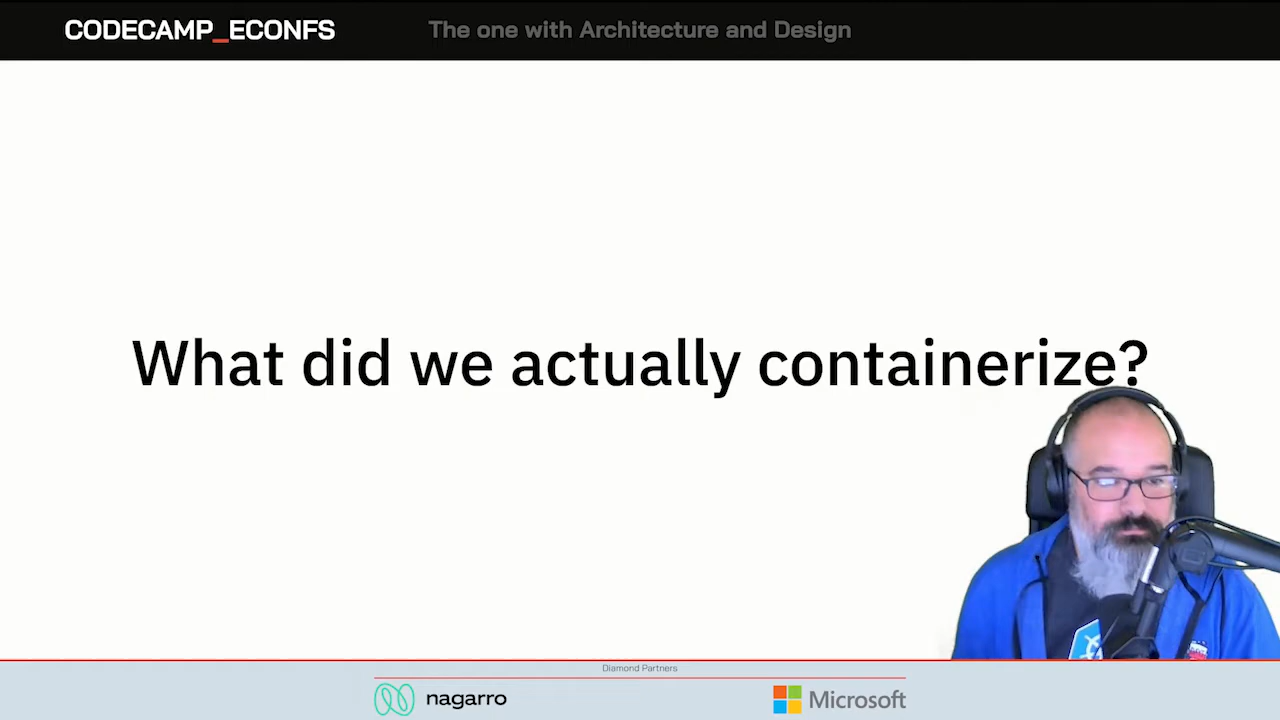 CODECAMP_ECONFS
The one with Architecture and Design
What did we actually containerize?
Diamond Partners
nagarro
Microsoft